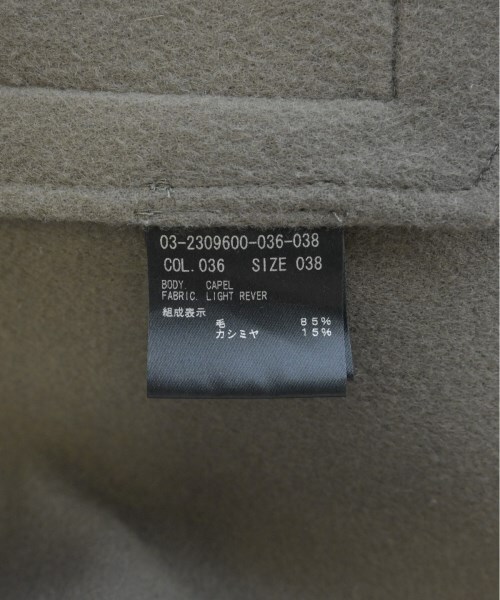 03-2309600-036-038
COL.036 SIZE 038
BODY. CAPEL
FABRIC. LIGHT REVER
組成表示
毛 85%
カシミヤ 15%